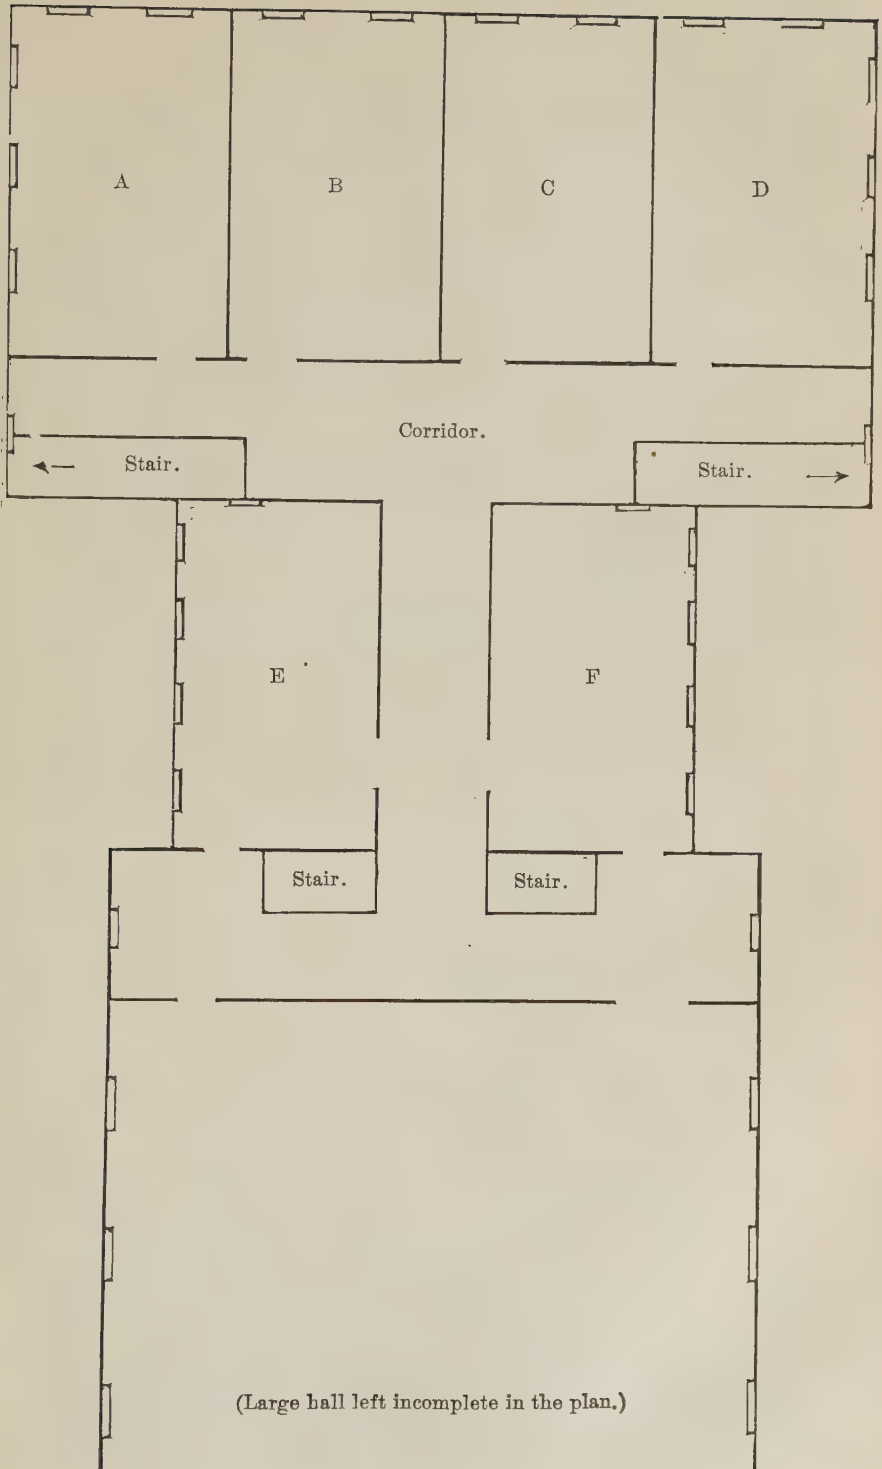 A
B
C
D
Corridor.
Stair.
Stair.
E
F
Stair.
Stair.
(Large hall left incomplete in the plan.)